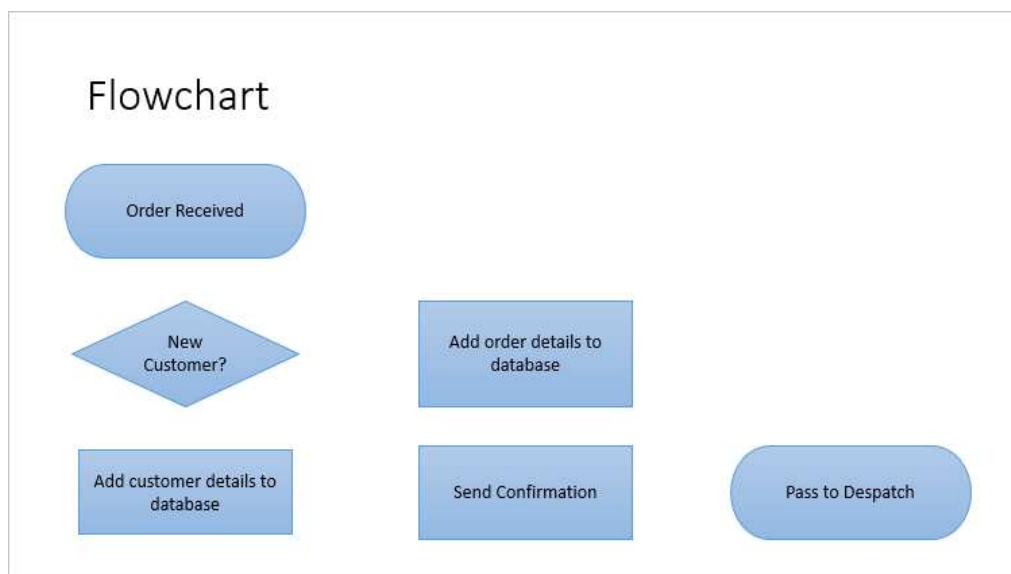 Flowchart
Order Received
New
Customer?
Add order details to
database
Add customer details to
database
Send Confirmation
Pass to Despatch